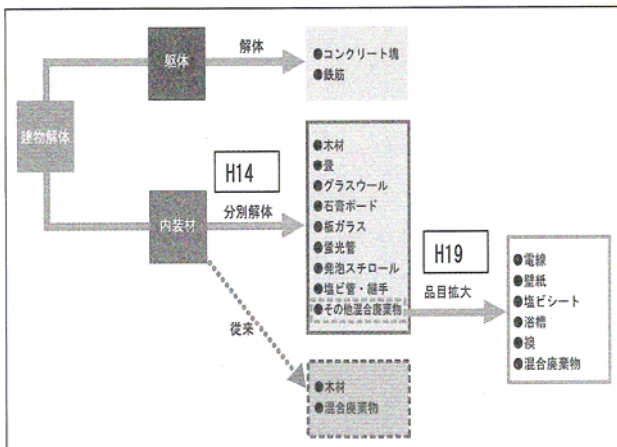 解体
●コンクリート塊
●鉄筋
躯体
建物解体
H14
分別解体
内装材
●木材
●畳
●グラスウール
●石膏ボード
●板ガラス
●蛍光管
●発泡スチロール
●塩ビ管・継手
●その他混合廃棄物
H19
品目拡大
●電線
●壁紙
●塩ビシート
●浴槽
●襖
●混合廃棄物
従来
●木材
●混合廃棄物